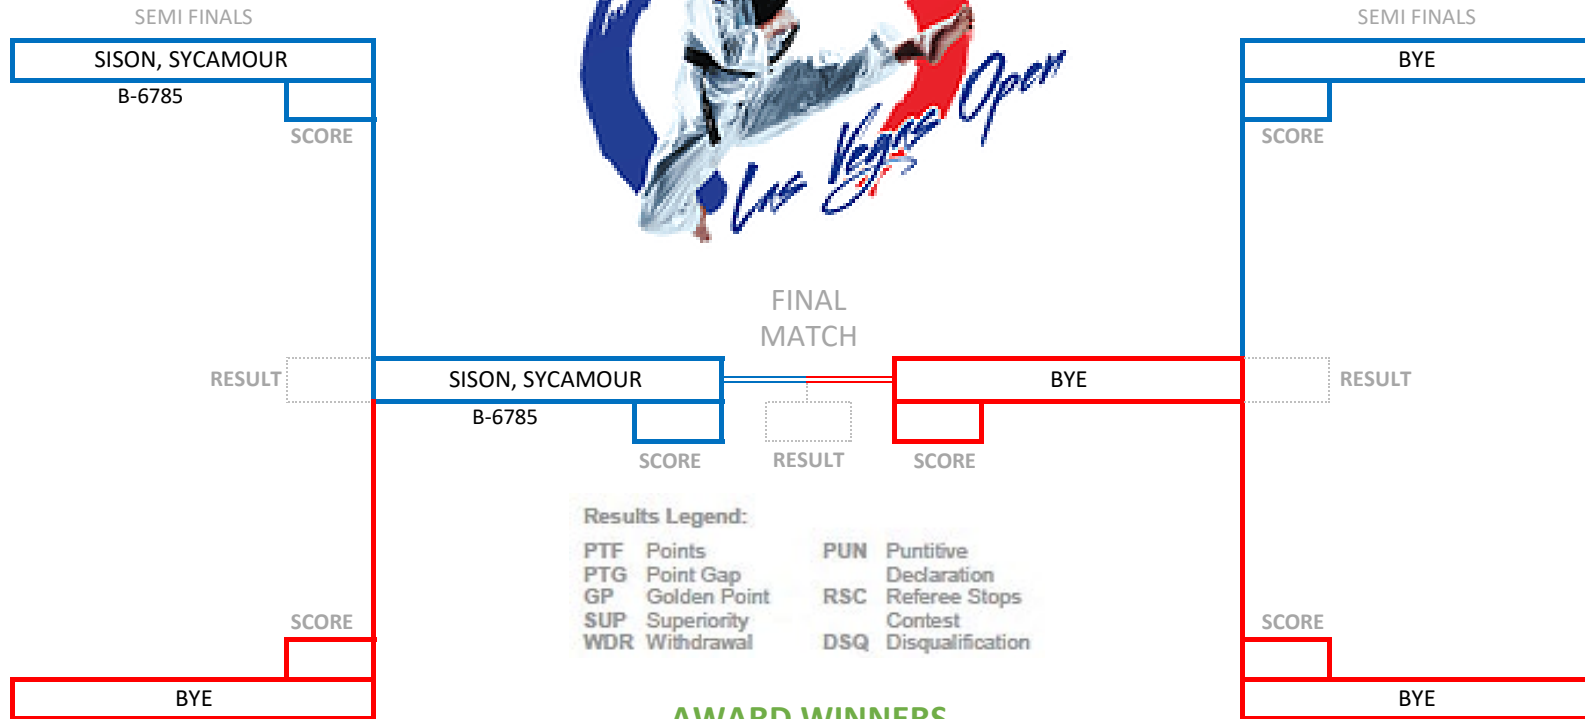 SEMI FINALS
SEMI FINALS
SISON, SYCAMOUR
BYE
B-6785
SCORE
SCORE
Las Vegas Open
FINAL
MATCH
RESULT
SISON, SYCAMOUR
BYE
RESULT
B-6785
SCORE
RESULT
SCORE
Results Legend:
PTF Points
PTG Point Gap
GP Golden Point
SUP Superiority
WDR Withdrawal
PUN Puntitive
Declaration
RSC Referee Stops
Contest
DSQ Disqualification
SCORE
SCORE
BYE
BYE
AWARD WINNERS